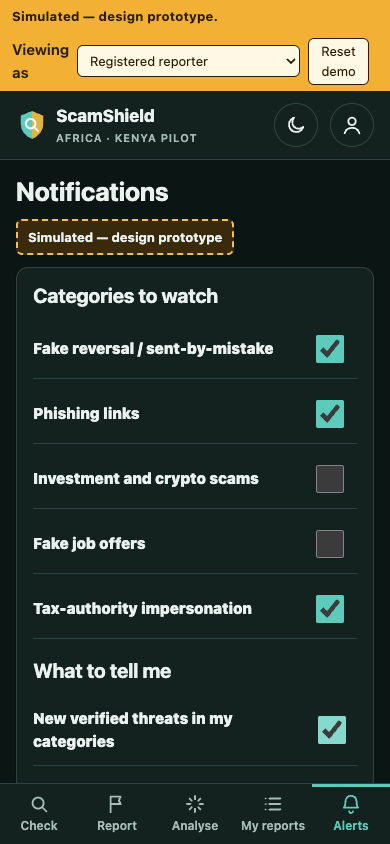 Simulated — design prototype.
Viewing as
Registered reporter
Reset demo
ScamShield
AFRICA · KENYA PILOT
Notifications
Simulated — design prototype
Categories to watch
Fake reversal / sent-by-mistake
Phishing links
Investment and crypto scams
Fake job offers
Tax-authority impersonation
What to tell me
New verified threats in my
categories
Check
Report
Analyse
My reports
Alerts